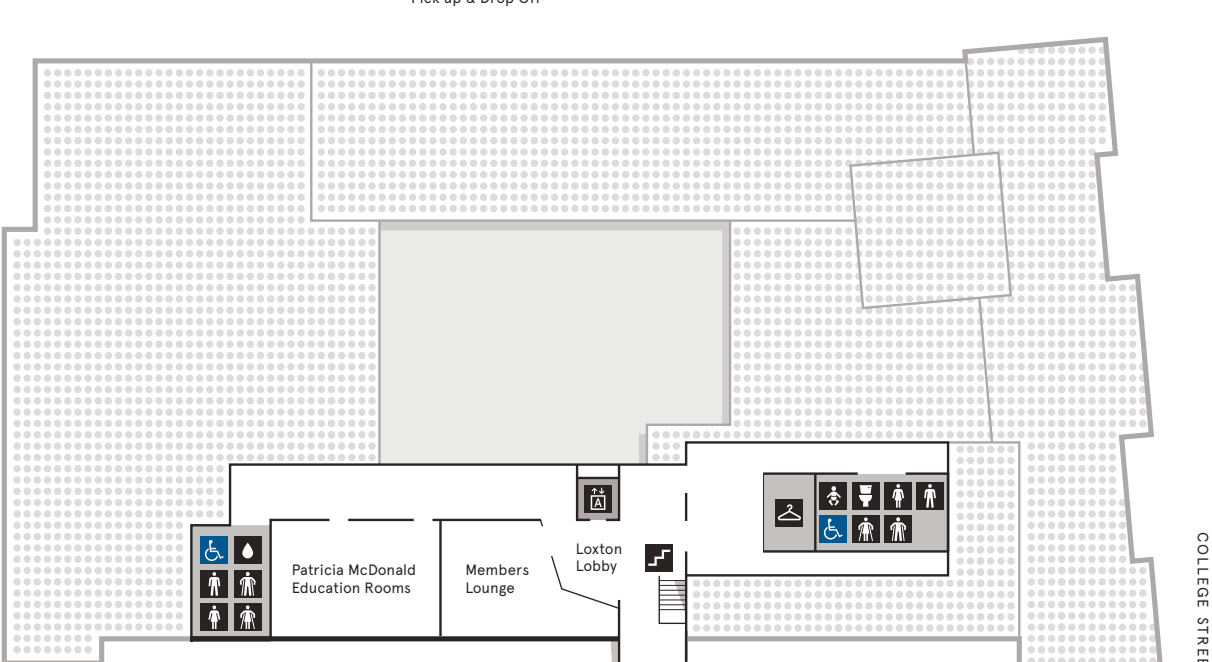 Pick up & Drop Off
A
Loxton
Lobby
Patricia McDonald
Education Rooms
Members
Lounge
COLLEGE STREE